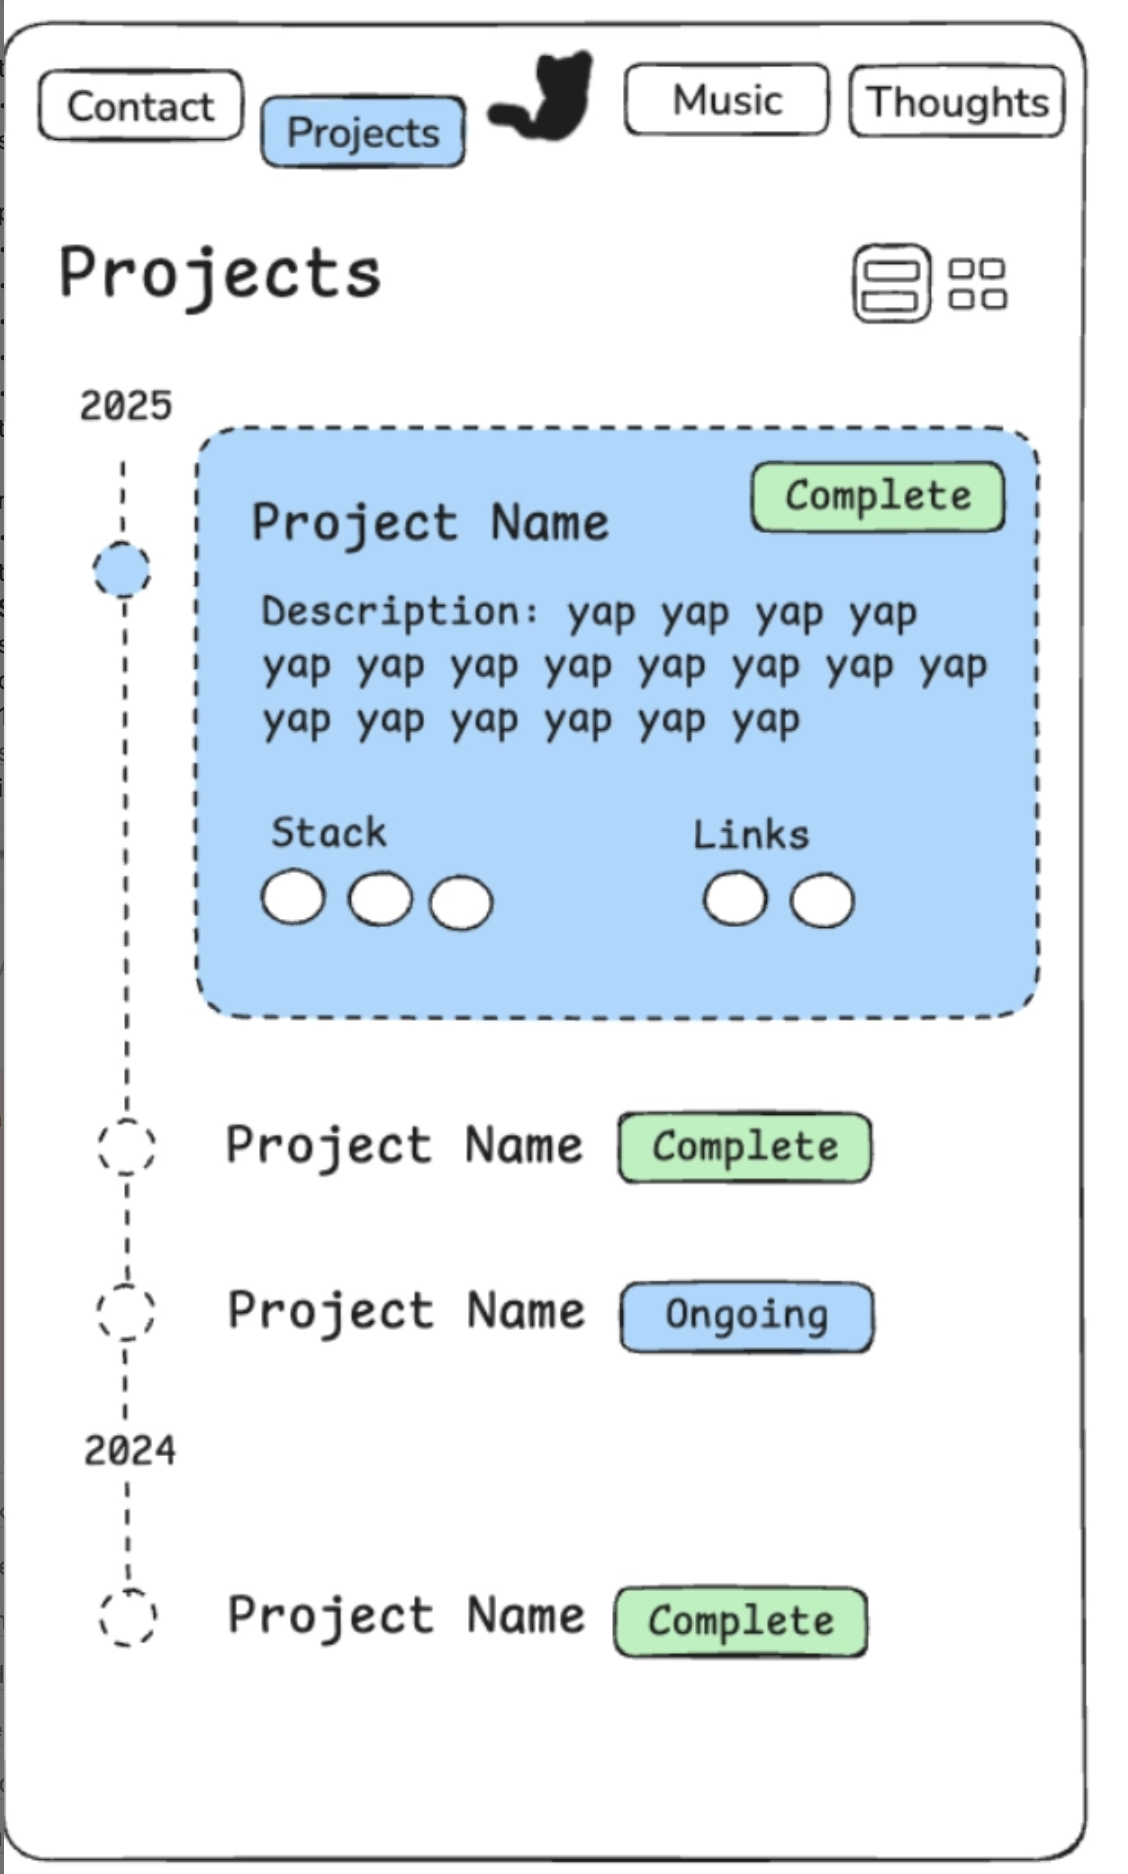 Contact
Projects
Music
Thoughts
Projects
2025
Complete
Project Name
Description: yap yap yap yap
yap yap yap yap yap yap yap yap
yap yap yap yap yap yap
Stack
Links
Project Name
Complete
Project Name
Ongoing
2024
Project Name
Complete